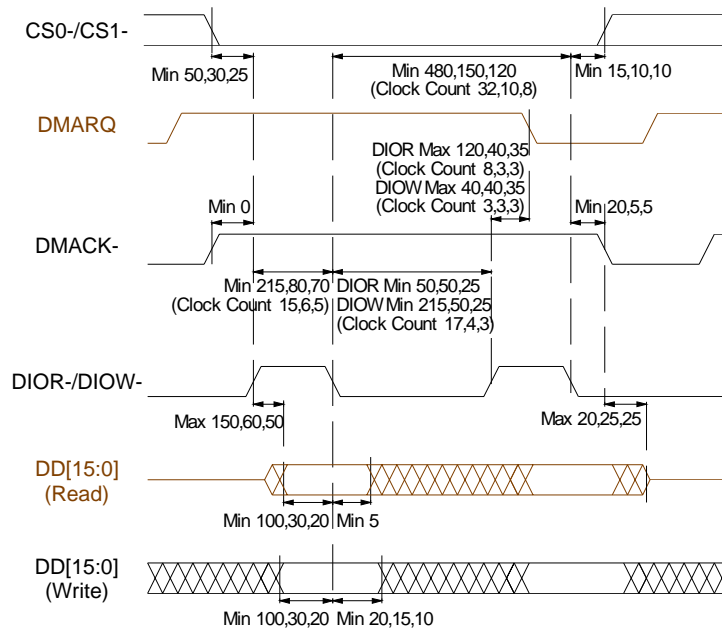 CS0-/CS1-
Min 50,30,25
Min 480,150,120
(Clock Count 32,10,8)
Min 15,10,10
DMARQ
DIOR Max 120,40,35
(Clock Count 8,3,3)
DIOW Max 40,40,35
(Clock Count 3,3,3)
Min 0
Min 20,5,5
DMACK-
Min 215,80,70
(Clock Count 15,6,5)
DIOR Min 50,50,25
DIOW Min 215,50,25
(Clock Count 17,4,3)
DIOR-/DIOW-
Max 150,60,50
Max 20,25,25
DD[15:0]
(Read)
Min 100,30,20
Min 5
DD[15:0]
(Write)
Min 100,30,20
Min 20,15,10